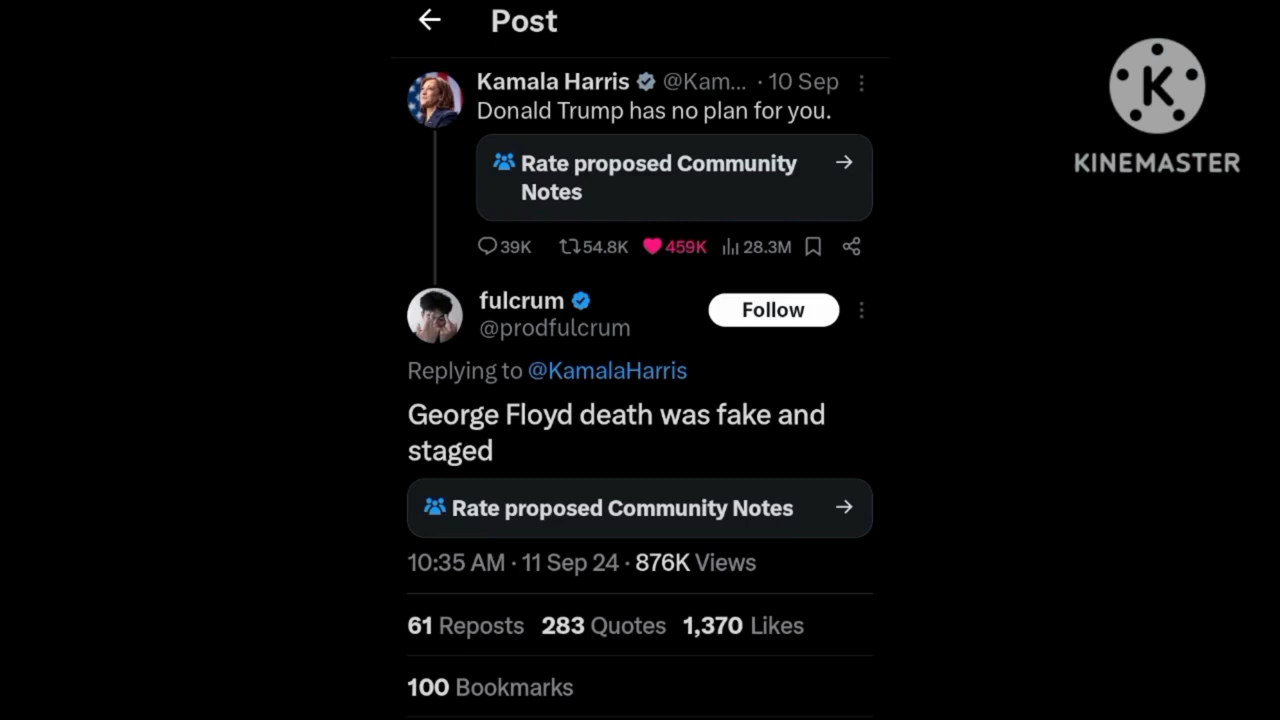 Post
Kamala Harris @Kam... · 10 Sep
Donald Trump has no plan for you.
Rate proposed Community
Notes
39K 54.8K 459K 28.3M
fulcrum
@prodfulcrum
Follow
Replying to @KamalaHarris
George Floyd death was fake and
staged
Rate proposed Community Notes
10:35 AM · 11 Sep 24 · 876K Views
61 Reposts 283 Quotes 1,370 Likes
100 Bookmarks
K
KINEMASTER